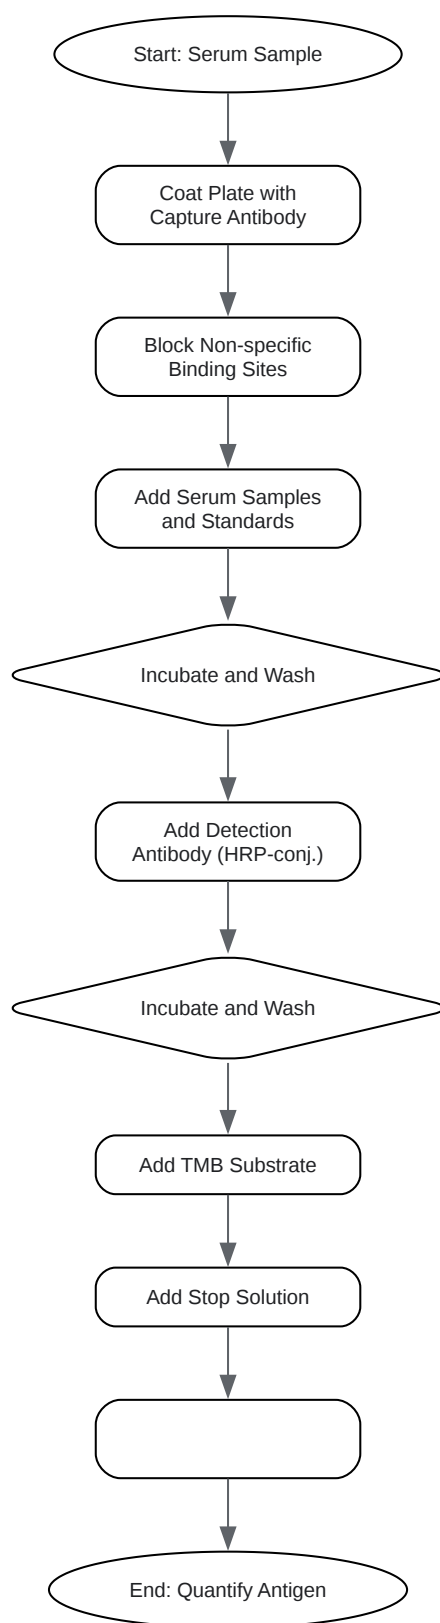 Start: Serum Sample
Coat Plate with
Capture Antibody
Block Non-specific
Binding Sites
Add Serum Samples
and Standards
Incubate and Wash
Add Detection
Antibody (HRP-conj.)
Incubate and Wash
Add TMB Substrate
Add Stop Solution
End: Quantify Antigen